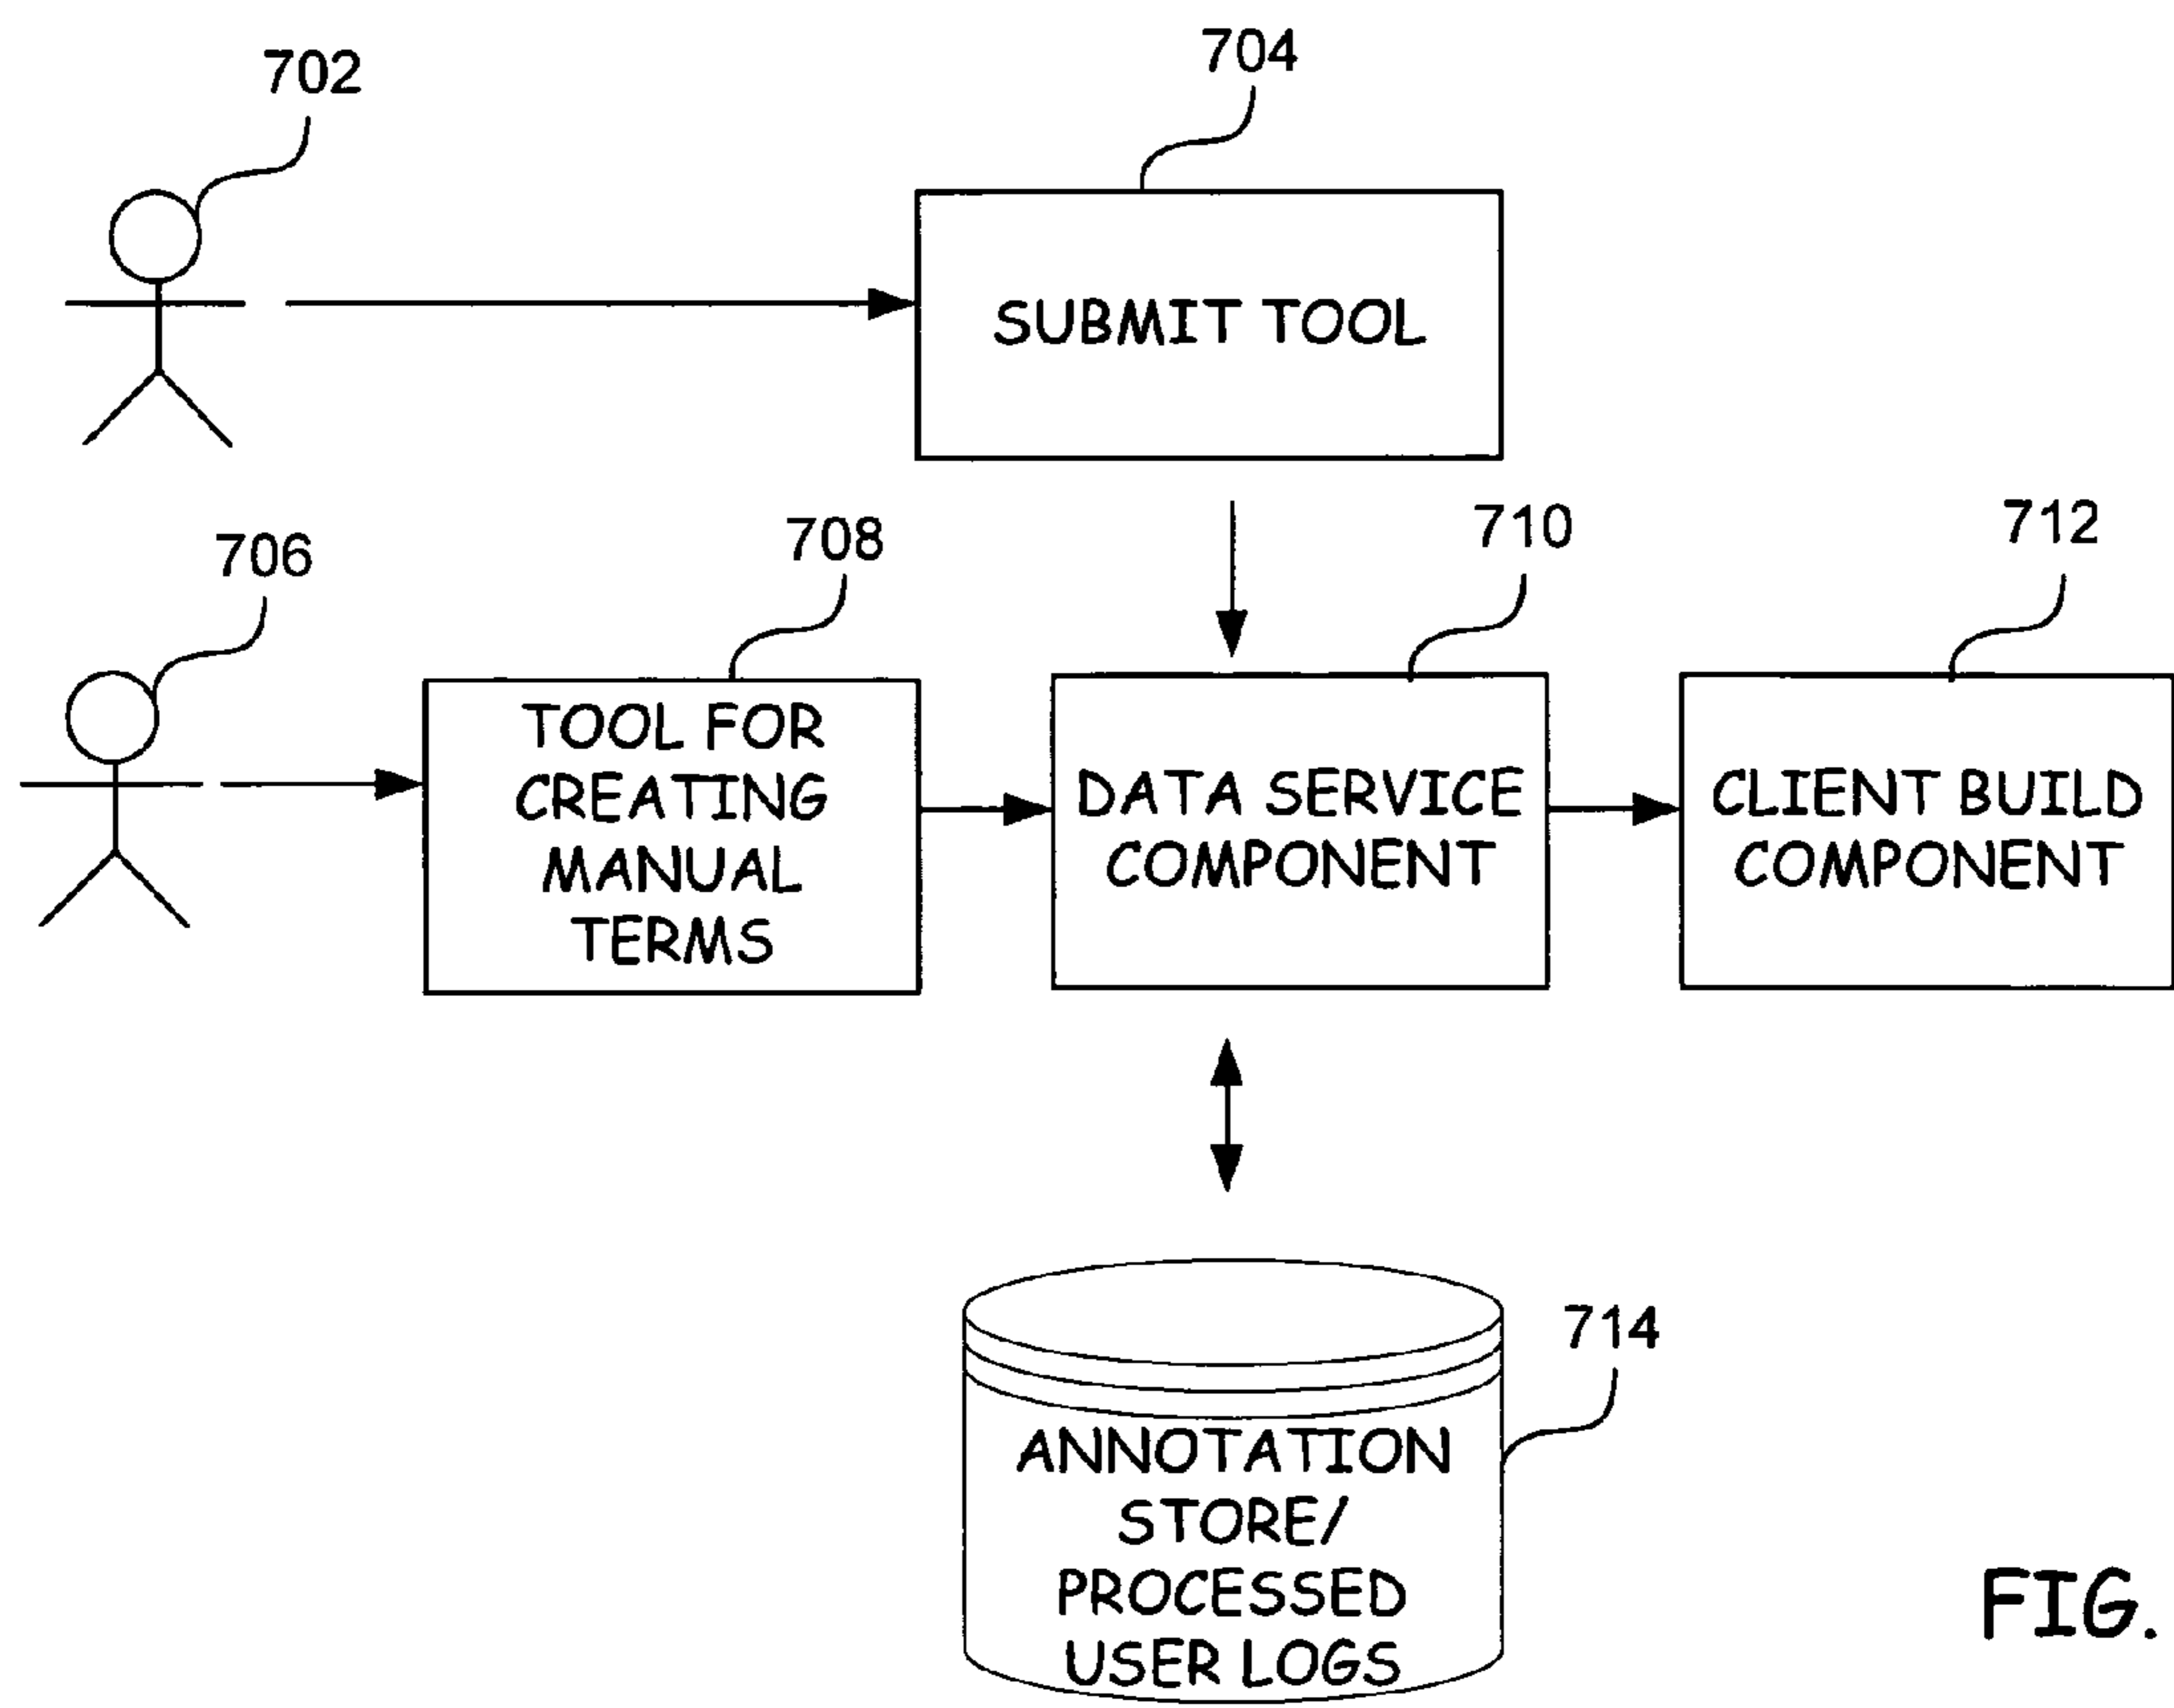 702
704
SUBMIT TOOL
706
708
710
712
TOOL FOR
CREATING
MANUAL
TERMS
DATA SERVICE
COMPONENT
CLIENT BUILD
COMPONENT
714
ANNOTATION
STORE/
PROCESSED
USER LOGS
FIG.